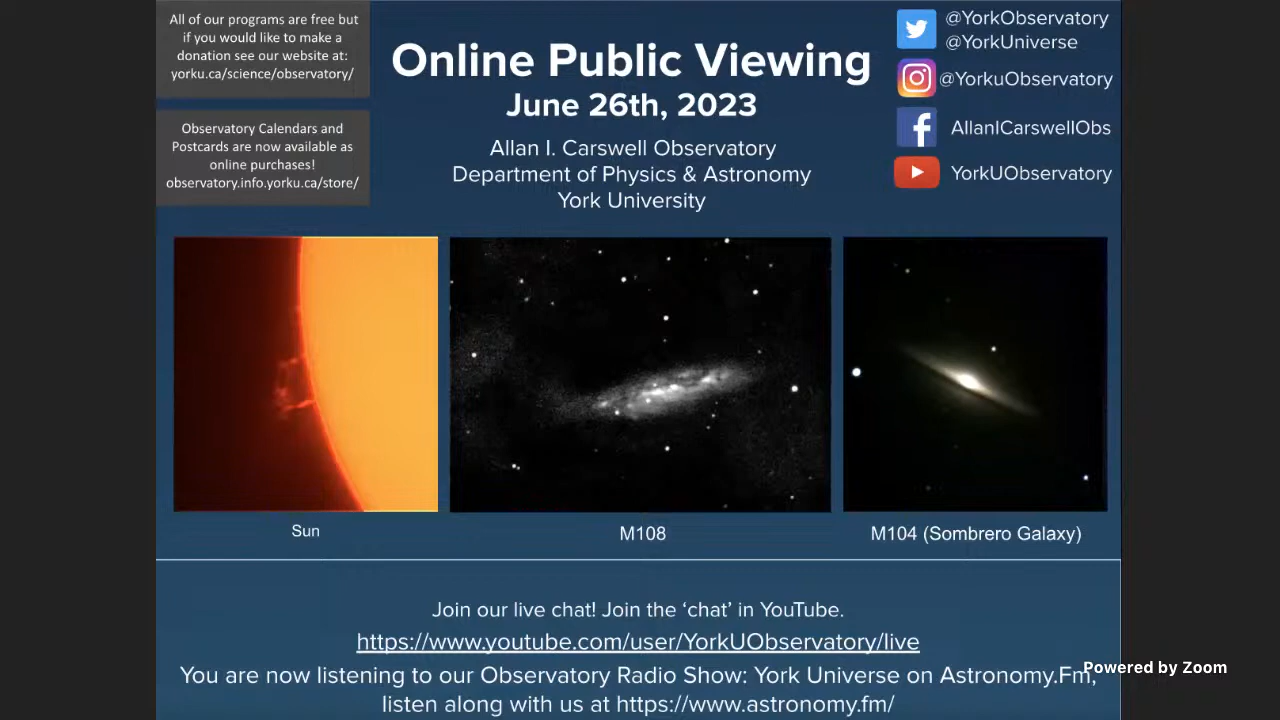 All of our programs are free but
if you would like to make a
donation see our website at:
yorku.ca/science/observatory/
Observatory Calendars and
Postcards are now available as
online purchases!
observatory.info.yorku.ca/store/
Online Public Viewing
June 26th, 2023
Allan I. Carswell Observatory
Department of Physics & Astronomy
York University
@YorkObservatory
@YorkUniverse
@YorkuObservatory
AllanICarswellObs
YorkUObservatory
Sun
M108
M104 (Sombrero Galaxy)
Join our live chat! Join the ‘chat’ in YouTube.
https://www.youtube.com/user/YorkUObservatory/live
You are now listening to our Observatory Radio Show: York Universe on Astronomy.Fm,
listen along with us at https://www.astronomy.fm/
Powered by Zoom